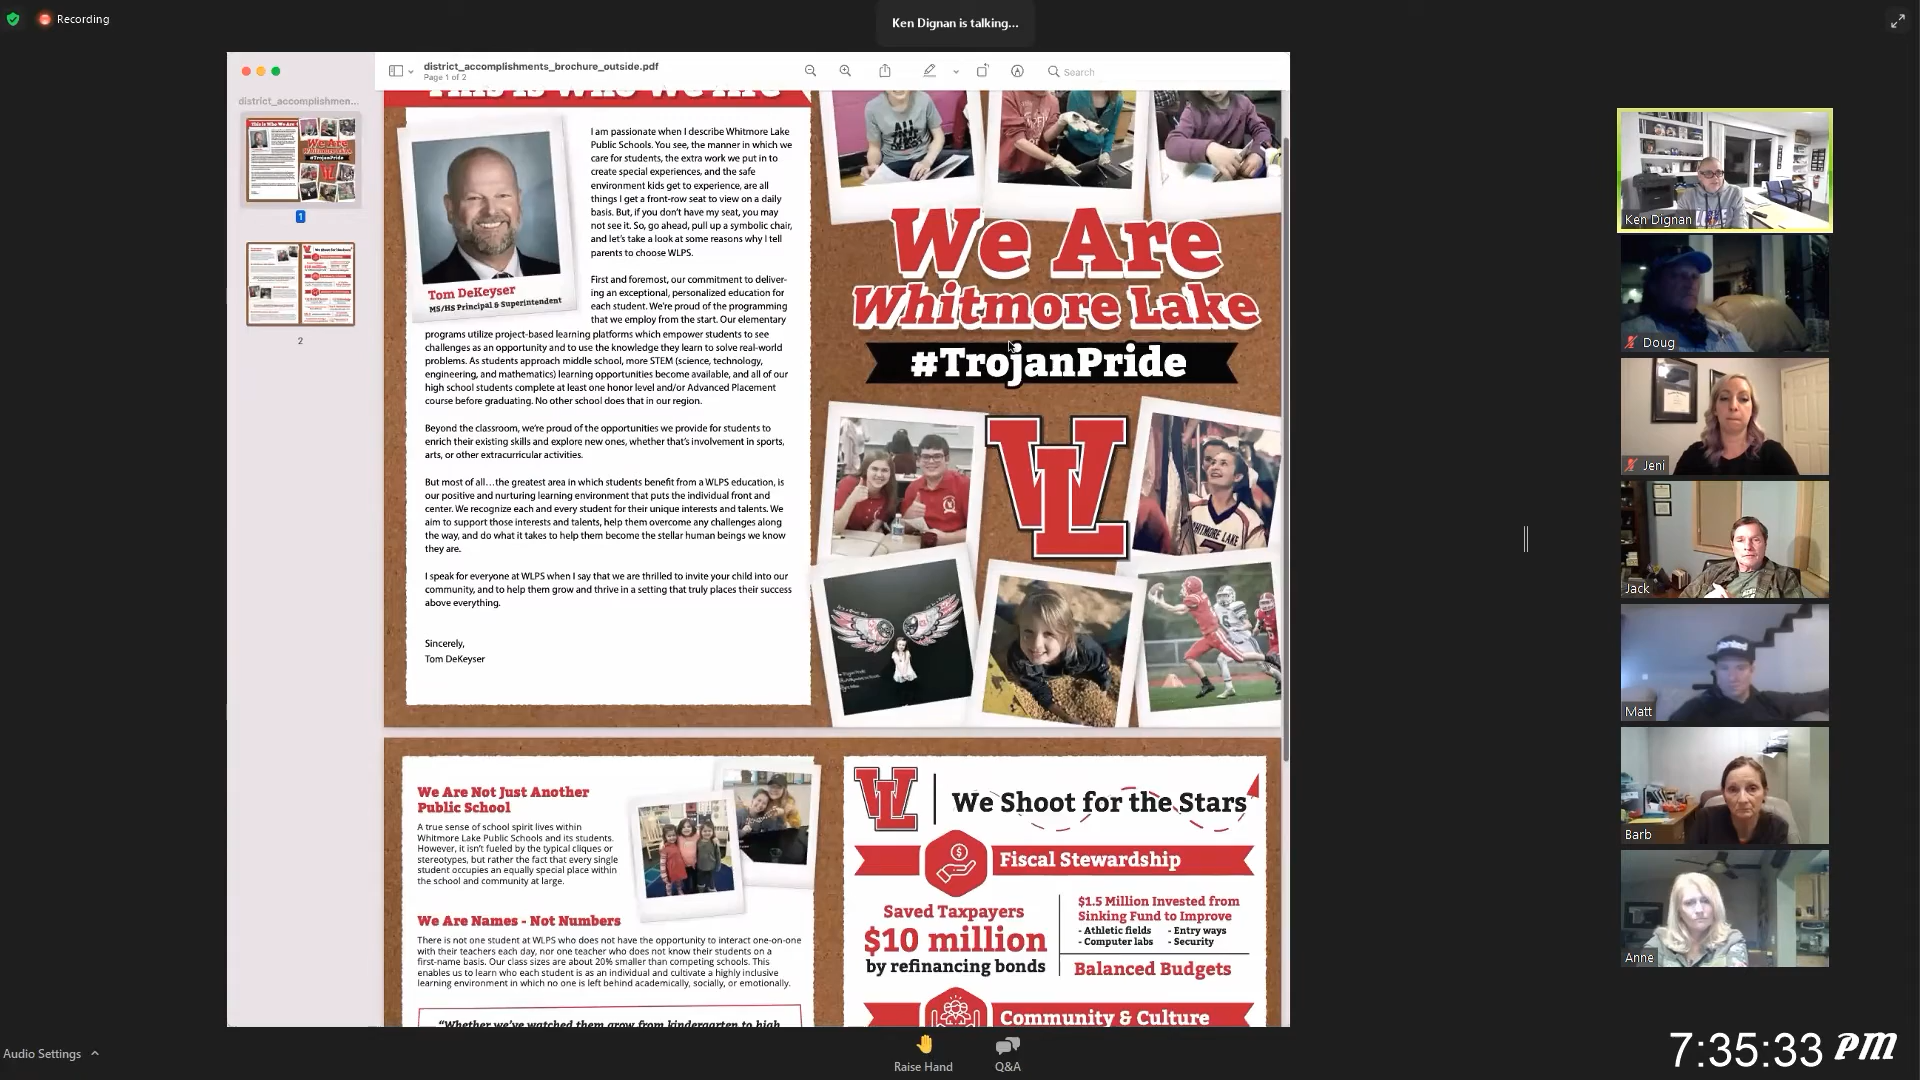 Recording
Ken Dignan is talking...
district_accomplishments_brochure_outside.pdf
Page 1 of 2
Search
district_accomplishmen...
1
2
This Is Who We Are
I am passionate when I describe Whitmore Lake
Public Schools. You see, the manner in which we
care for students, the extra work we put in to
create special experiences, and the safe
environment kids get to experience, are all
things I get a front-row seat to view on a daily
basis. But, if you don't have my seat, you may
not see it. So, go ahead, pull up a symbolic chair,
and let's take a look at some reasons why I tell
parents to choose WLPS.
Tom DeKeyser
MS/HS Principal & Superintendent
First and foremost, our commitment to deliver-
ing an exceptional, personalized education for
each student. We're proud of the programming
that we employ from the start. Our elementary
programs utilize project-based learning platforms which empower students to see
challenges as an opportunity and to use the knowledge they learn to solve real-world
problems. As students approach middle school, more STEM (science, technology,
engineering, and mathematics) learning opportunities become available, and all of our
high school students complete at least one honor level and/or Advanced Placement
course before graduating. No other school does that in our region.
Beyond the classroom, we're proud of the opportunities we provide for students to
enrich their existing skills and explore new ones, whether that's involvement in sports,
arts, or other extracurricular activities.
But most of all...the greatest area in which students benefit from a WLPS education, is
our positive and nurturing learning environment that puts the individual front and
center. We recognize each and every student for their unique interests and talents. We
aim to support those interests and talents, help them overcome any challenges along
the way, and do what it takes to help them become the stellar human beings we know
they are.
I speak for everyone at WLPS when I say that we are thrilled to invite your child into our
community, and to help them grow and thrive in a setting that truly places their success
above everything.
Sincerely,
Tom DeKeyser
We Are
Whitmore Lake
#TrojanPride
WL
WHITMORE LAKE
We Are Not Just Another
Public School
A true sense of school spirit lives within
Whitmore Lake Public Schools and its students.
However, it isn't fueled by the typical cliques or
stereotypes, but rather the fact that every single
student occupies an equally special place within
the school and community at large.
We Are Names - Not Numbers
There is not one student at WLPS who does not have the opportunity to interact one-on-one
with their teachers each day, nor one teacher who does not know their students on a
first-name basis. Our class sizes are about 20% smaller than competing schools. This
enables us to learn who each student is as an individual and cultivate a highly inclusive
learning environment in which no one is left behind academically, socially, or emotionally.
"Whether we've watched them grow from kindergarten to high
WL
We Shoot for the Stars
Fiscal Stewardship
Saved Taxpayers
$10 million
by refinancing bonds
$1.5 Million Invested from
Sinking Fund to Improve
- Athletic fields - Entry ways
- Computer labs - Security
Balanced Budgets
Community & Culture
Ken Dignan
Doug
Jeni
Jack
Matt
Barb
Anne
Audio Settings
Raise Hand
Q&A
7:35:33 PM